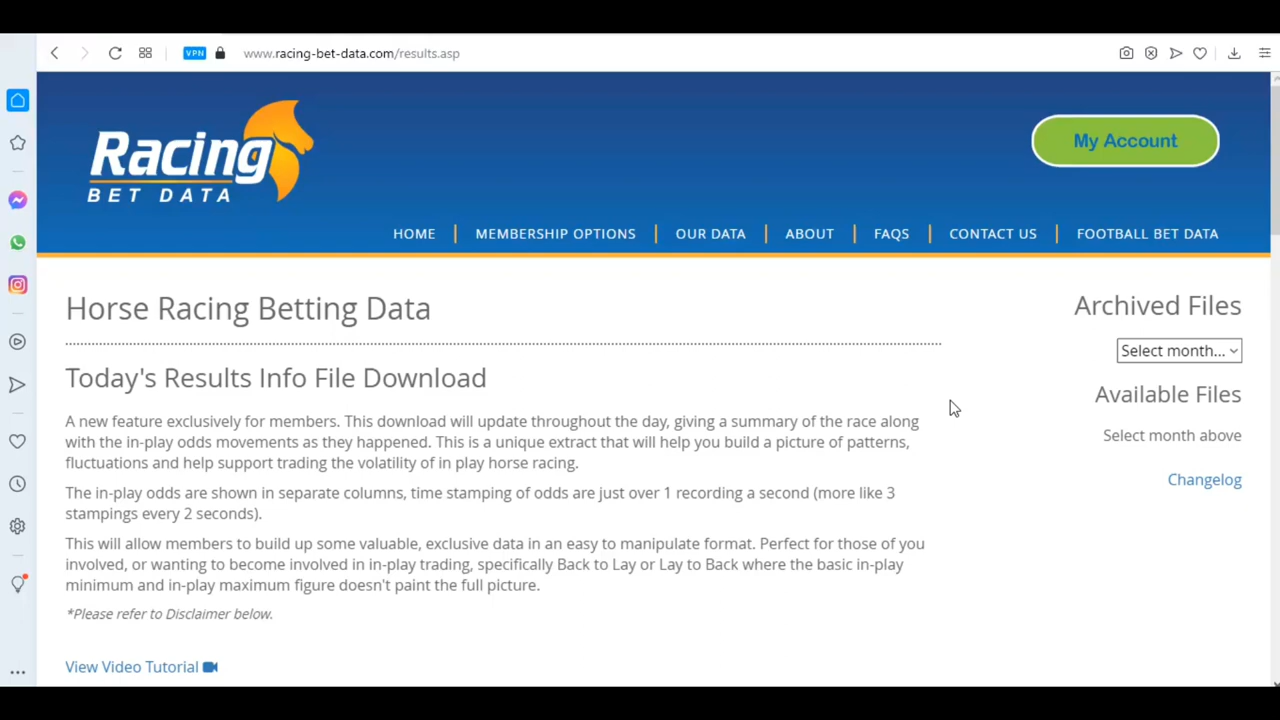 VPN
www.racing-bet-data.com/results.asp
Racing
BET DATA
My Account
HOME
MEMBERSHIP OPTIONS
OUR DATA
ABOUT
FAQS
CONTACT US
FOOTBALL BET DATA
Horse Racing Betting Data
Today's Results Info File Download
A new feature exclusively for members. This download will update throughout the day, giving a summary of the race along
with the in-play odds movements as they happened. This is a unique extract that will help you build a picture of patterns,
fluctuations and help support trading the volatility of in play horse racing.
The in-play odds are shown in separate columns, time stamping of odds are just over 1 recording a second (more like 3
stampings every 2 seconds).
This will allow members to build up some valuable, exclusive data in an easy to manipulate format. Perfect for those of you
involved, or wanting to become involved in in-play trading, specifically Back to Lay or Lay to Back where the basic in-play
minimum and in-play maximum figure doesn't paint the full picture.
*Please refer to Disclaimer below.
View Video Tutorial
Archived Files
Select month...
Available Files
Select month above
Changelog